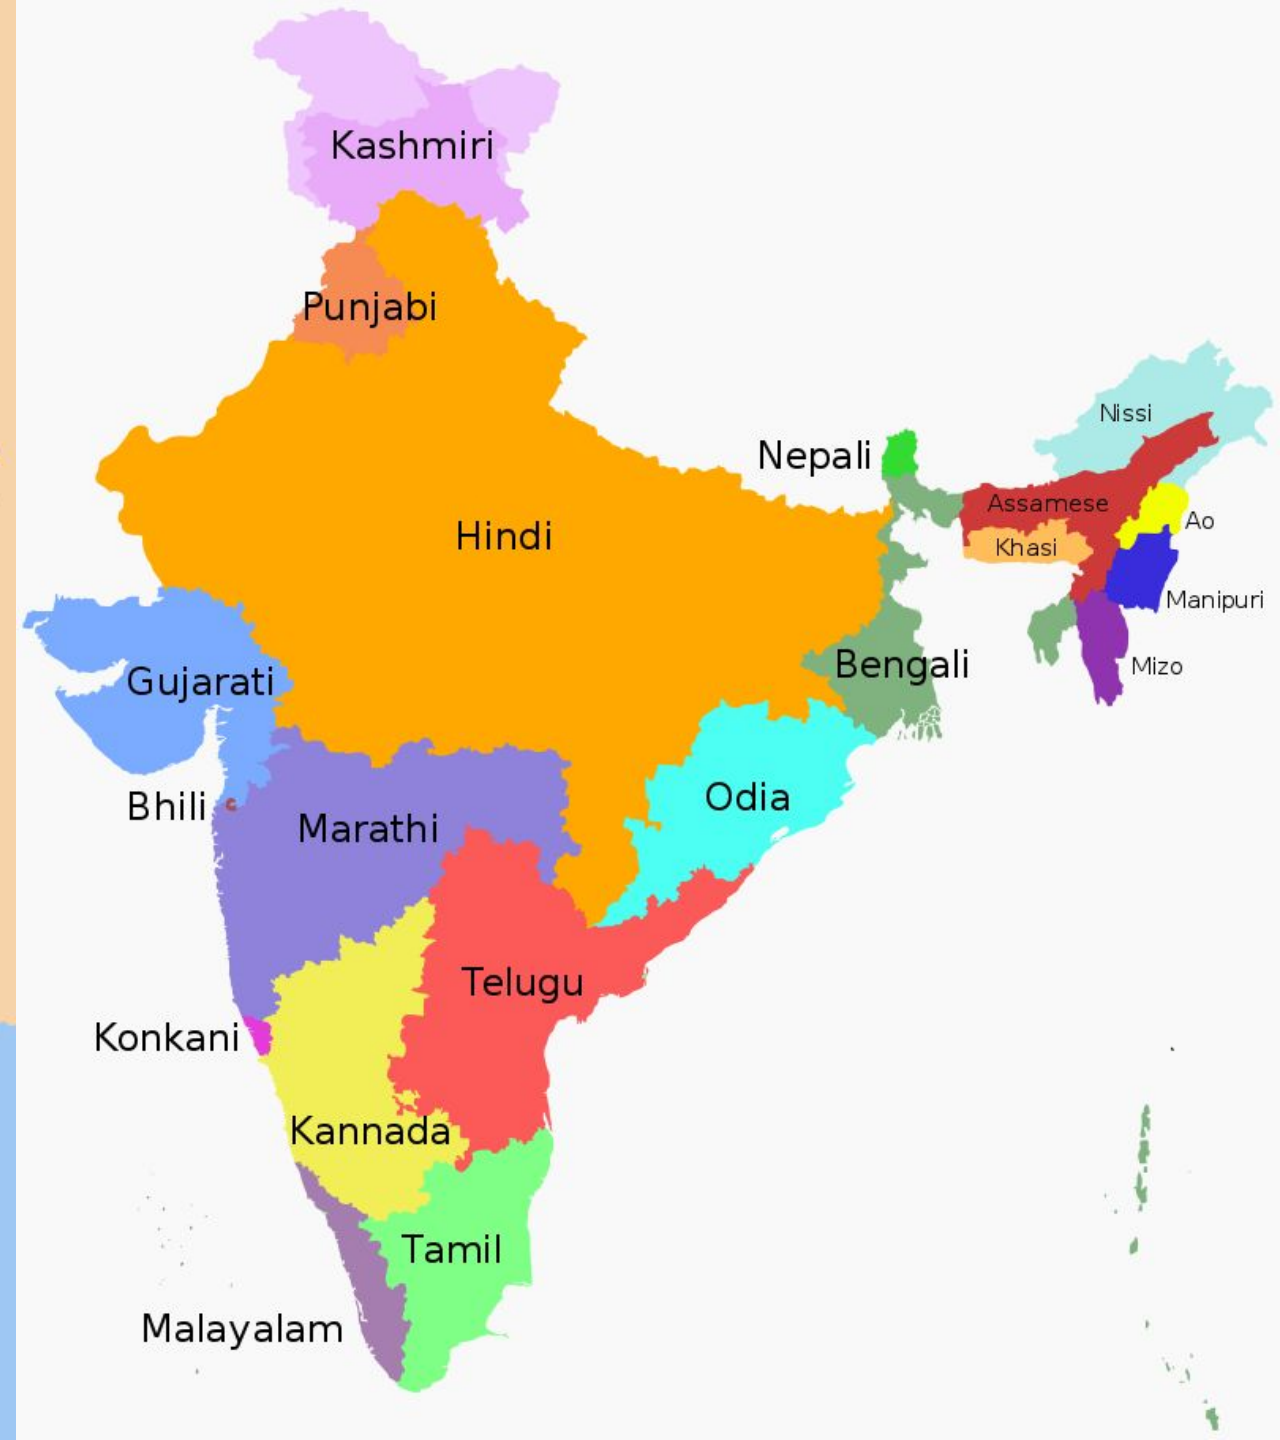 Kashmiri
Punjabi
Nissi
Nepali
Assamese
Ao
Hindi
Khasi
Manipuri
Bengali
Mizo
Gujarati
Odia
Bhili
Marathi
Telugu
Konkani
Kannada
Tamil
Malayalam